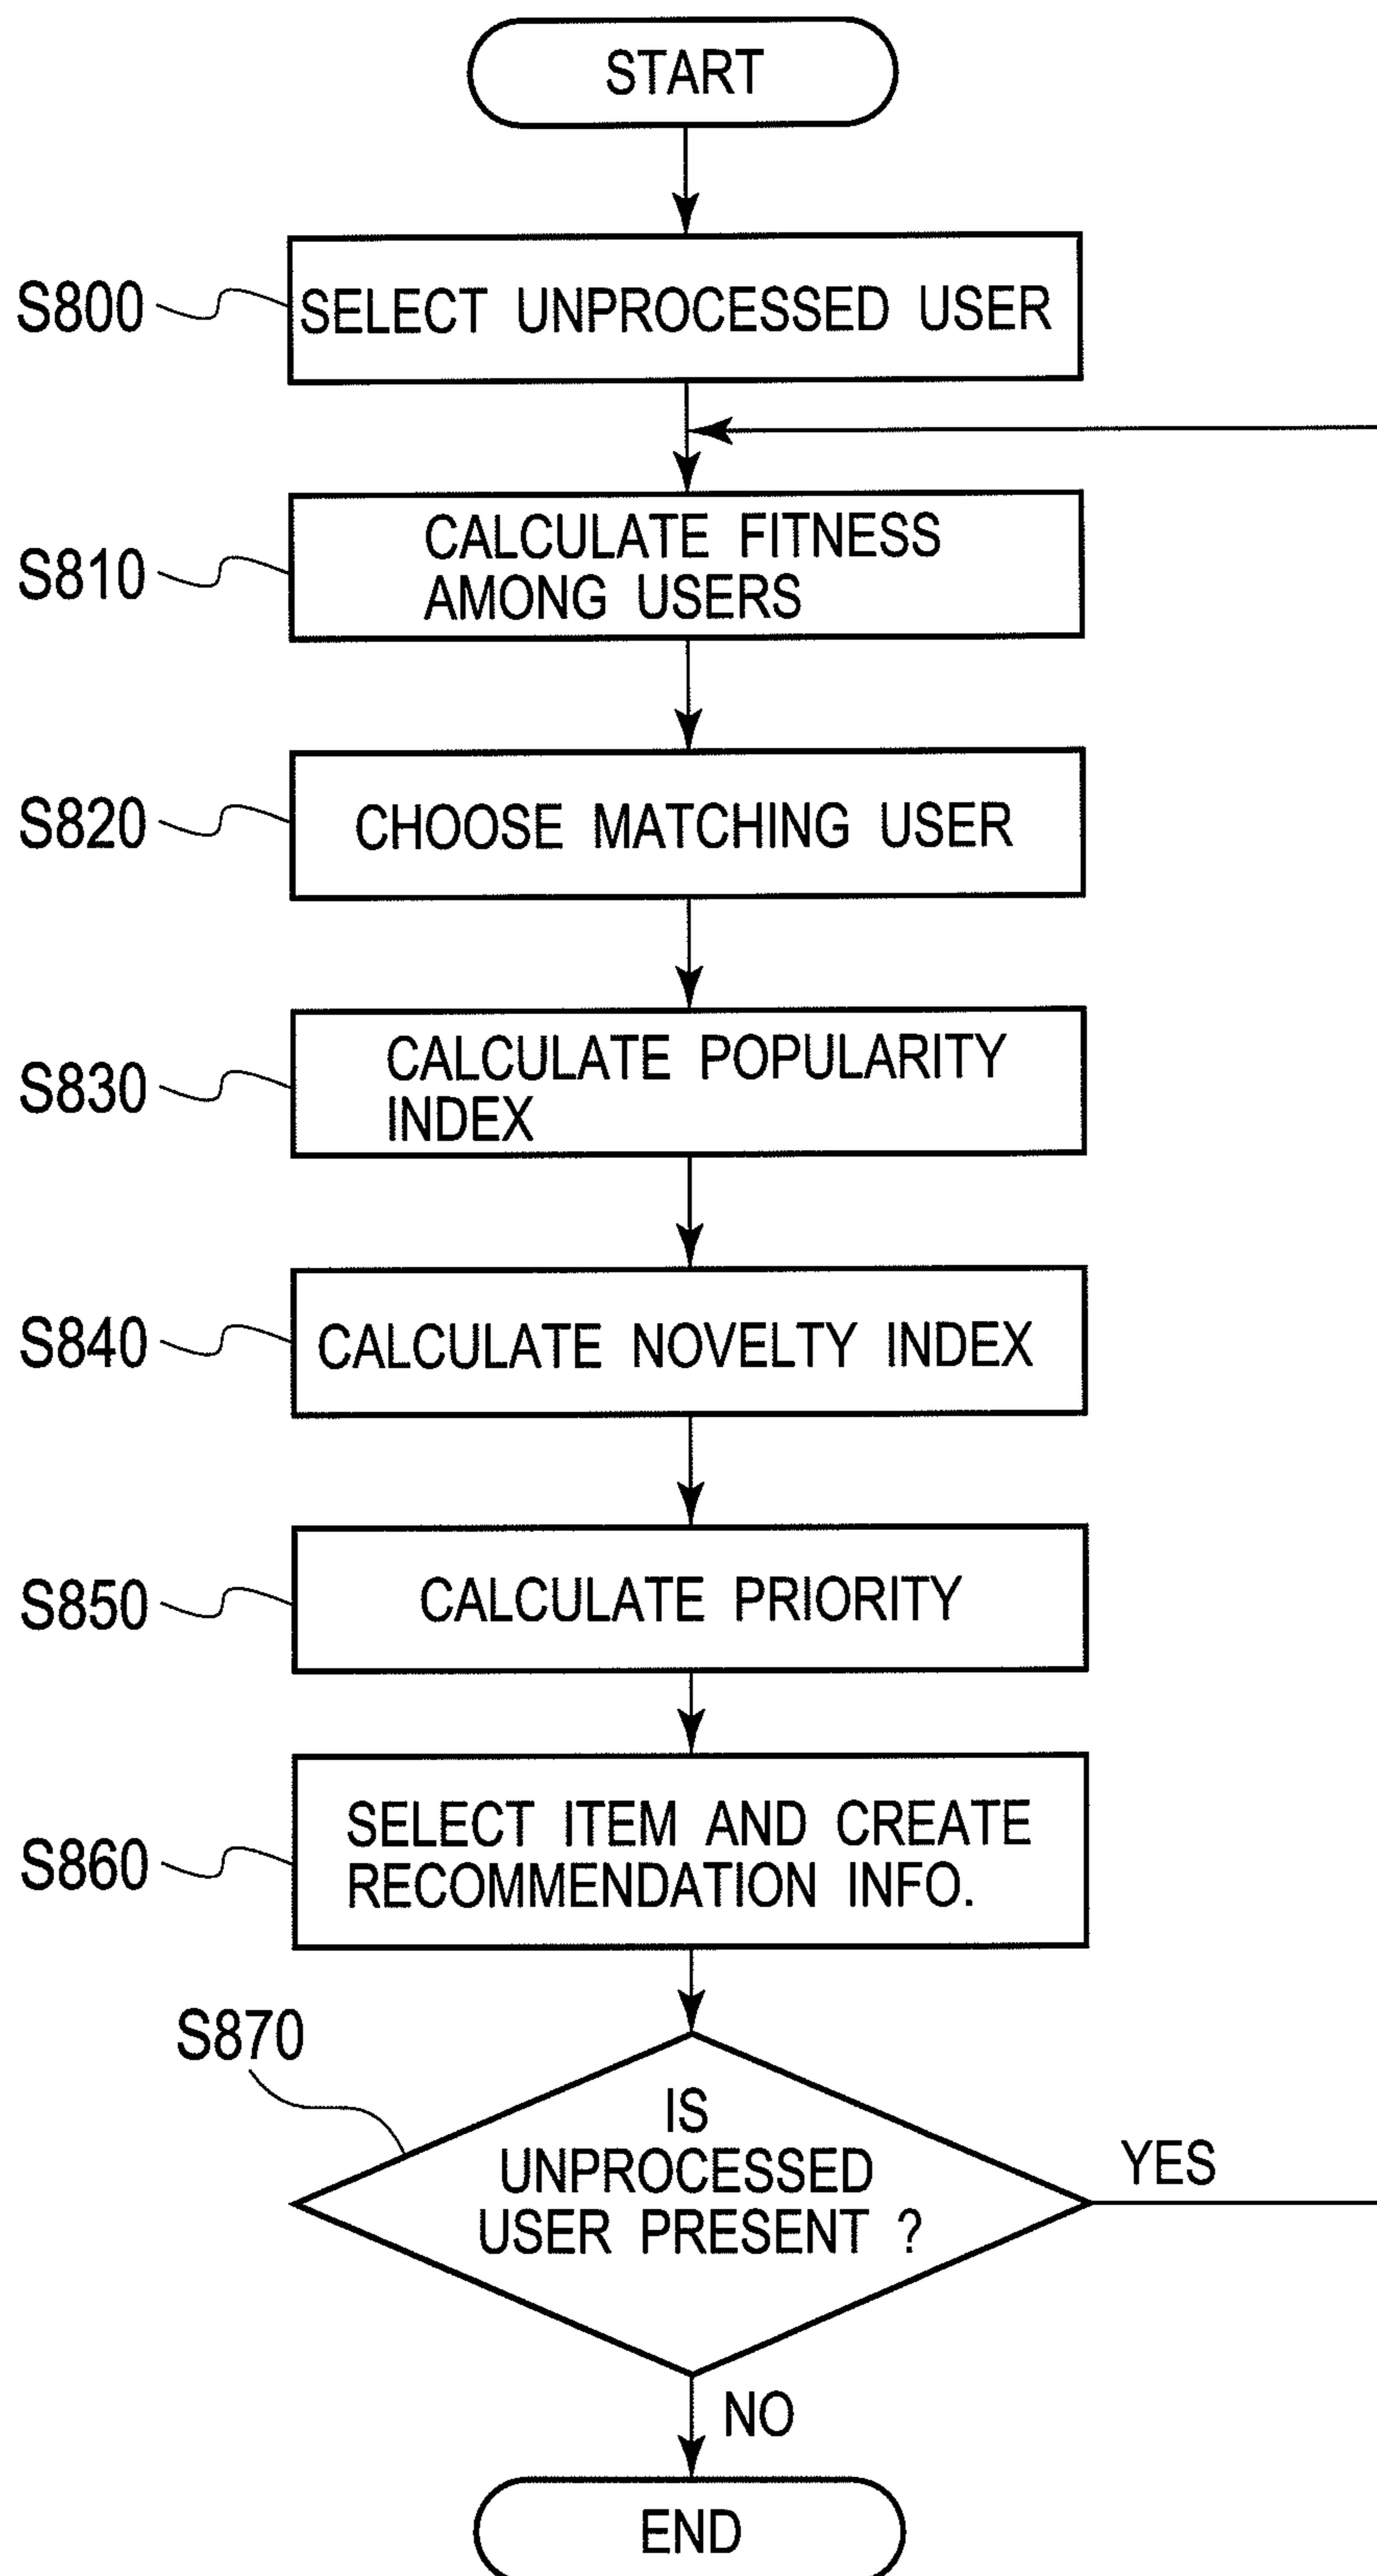 START
S800
SELECT UNPROCESSED USER
S810
CALCULATE FITNESS
AMONG USERS
S820
CHOOSE MATCHING USER
S830
CALCULATE POPULARITY
INDEX
S840
CALCULATE NOVELTY INDEX
S850
CALCULATE PRIORITY
S860
SELECT ITEM AND CREATE
RECOMMENDATION INFO.
S870
IS
UNPROCESSED
USER PRESENT ?
YES
NO
END